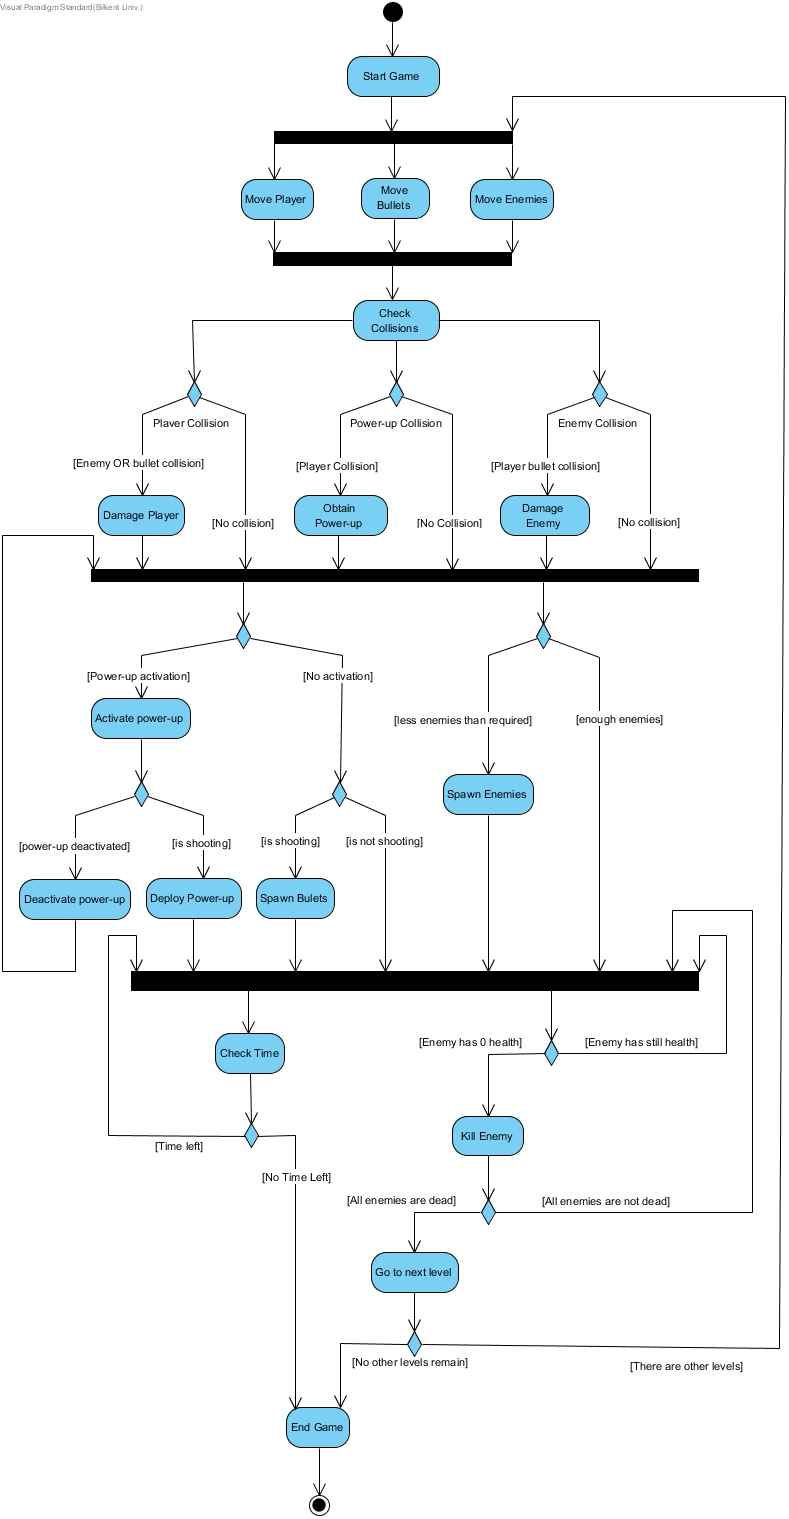 Visual Paradigm Standard(Bilkent Univ.)
Start Game
Move Player
Move
Bullets
Move Enemies
Check
Collisions
Player Collision
Power-up Collision
Enemy Collision
[Enemy OR bullet collision]
[Player Collision]
[Player bullet collision]
Damage Player
Obtain
Power-up
Damage
Enemy
[No collision]
[No Collision]
[No collision]
[Power-up activation]
[No activation]
Activate power-up
[less enemies than required]
[enough enemies]
Spawn Enemies
[power-up deactivated]
[is shooting]
[is shooting]
[is not shooting]
Deactivate power-up
Deploy Power-up
Spawn Bulets
[Enemy has 0 health]
[Enemy has still health]
Check Time
Kill Enemy
[Time left]
[No Time Left]
[All enemies are dead]
[All enemies are not dead]
Go to next level
[No other levels remain]
[There are other levels]
End Game